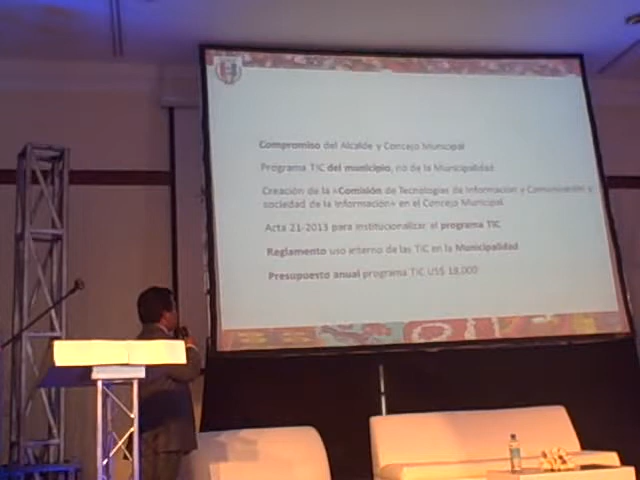 Compromiso del Alcalde y Concejo Municipal
Programa TIC del municipio, no de la Municipalidad
Creación de la «Comisión de Tecnologías de Información y Comunicación y
sociedad de la Información» en el Concejo Municipal
Acta 21-2013 para institucionalizar el programa TIC
Reglamento uso interno de las TIC en la Municipalidad
Presupuesto anual programa TIC US$ 18,000